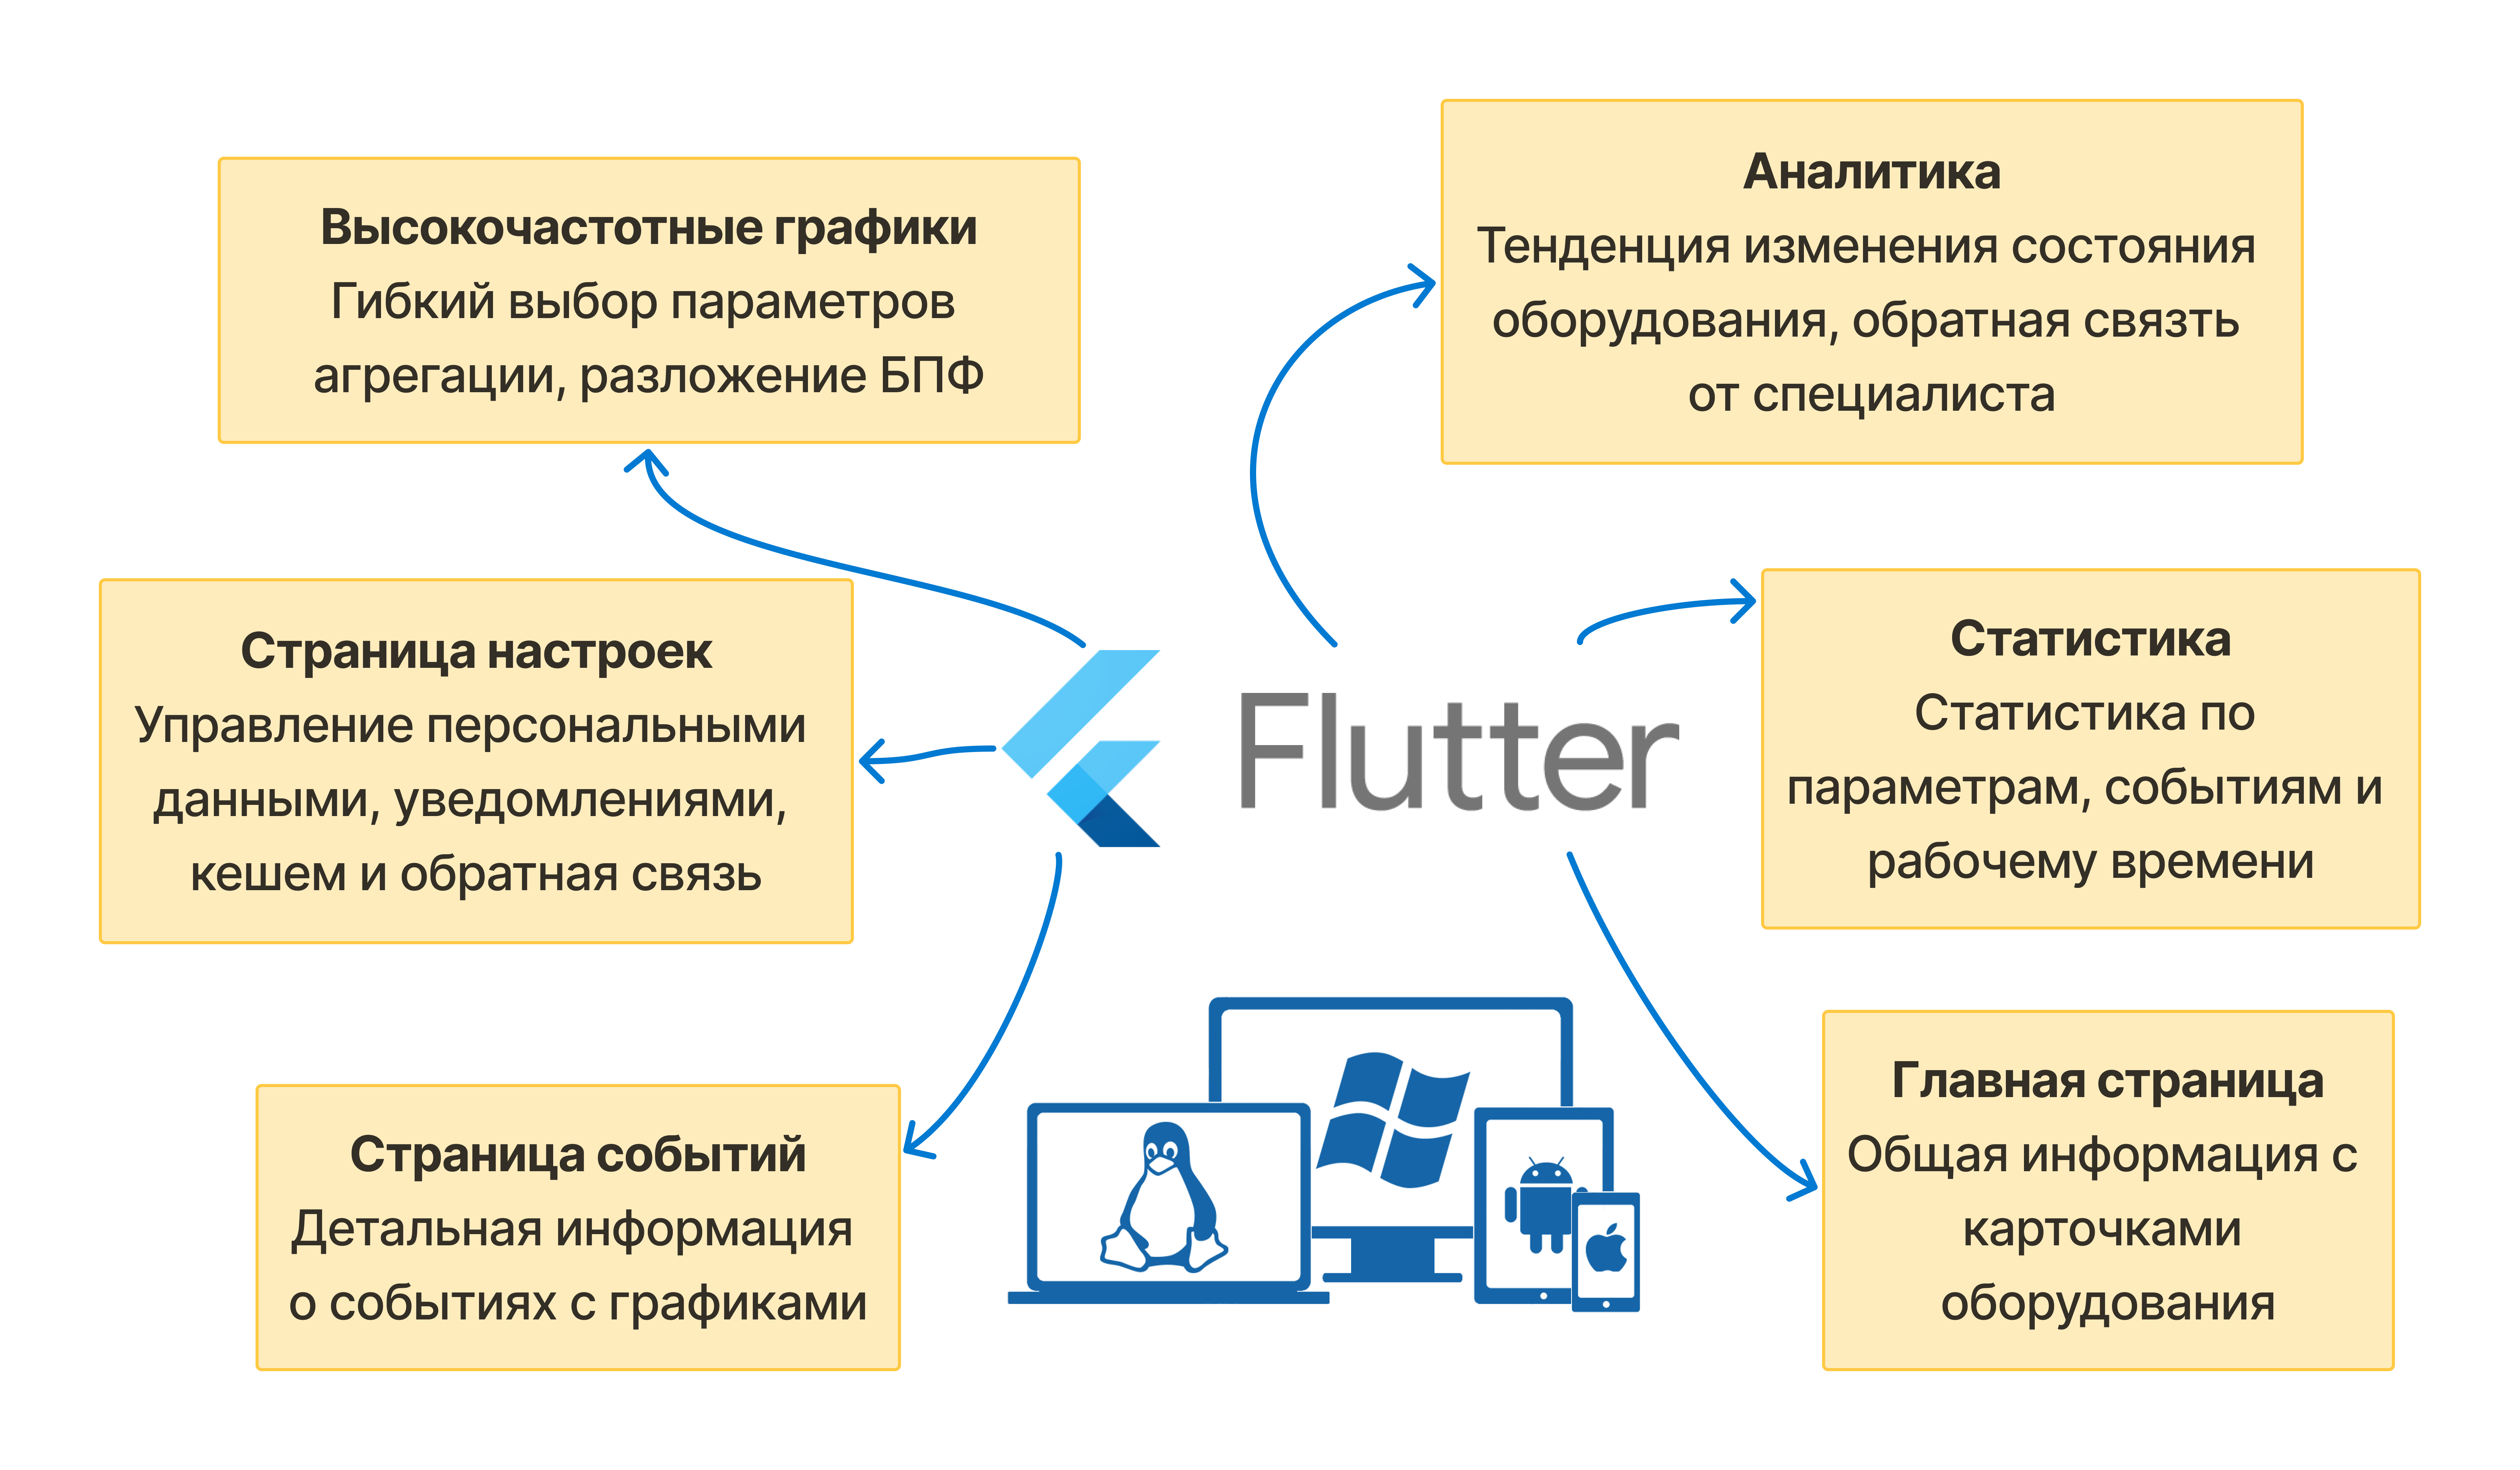 Высокочастотные графики
Гибкий выбор параметров
агрегации, разложение БПФ
Аналитика
Тенденция изменения состояния
оборудования, обратная связть
от специалиста
Страница настроек
Управление персональными
данными, уведомлениями,
кешем и обратная связь
Flutter
Статистика
Статистика по
параметрам, событиям и
рабочему времени
Страница событий
Детальная информация
о событиях с графиками
Главная страница
Общая информация с
карточками
оборудования